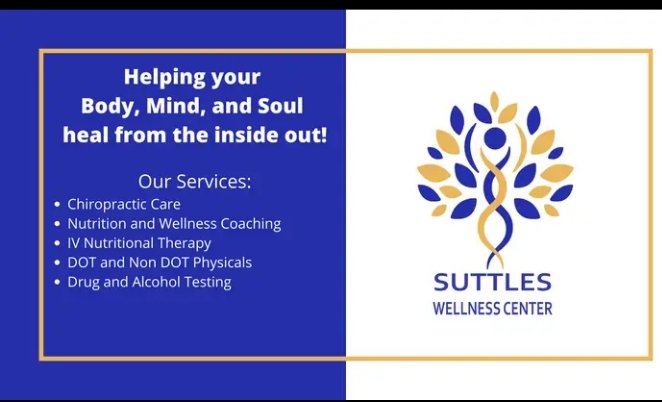 Helping your
Body, Mind, and Soul
heal from the inside out!
Our Services:
• Chiropractic Care
• Nutrition and Wellness Coaching
• IV Nutritional Therapy
• DOT and Non DOT Physicals
• Drug and Alcohol Testing
SUTTLES
WELLNESS CENTER